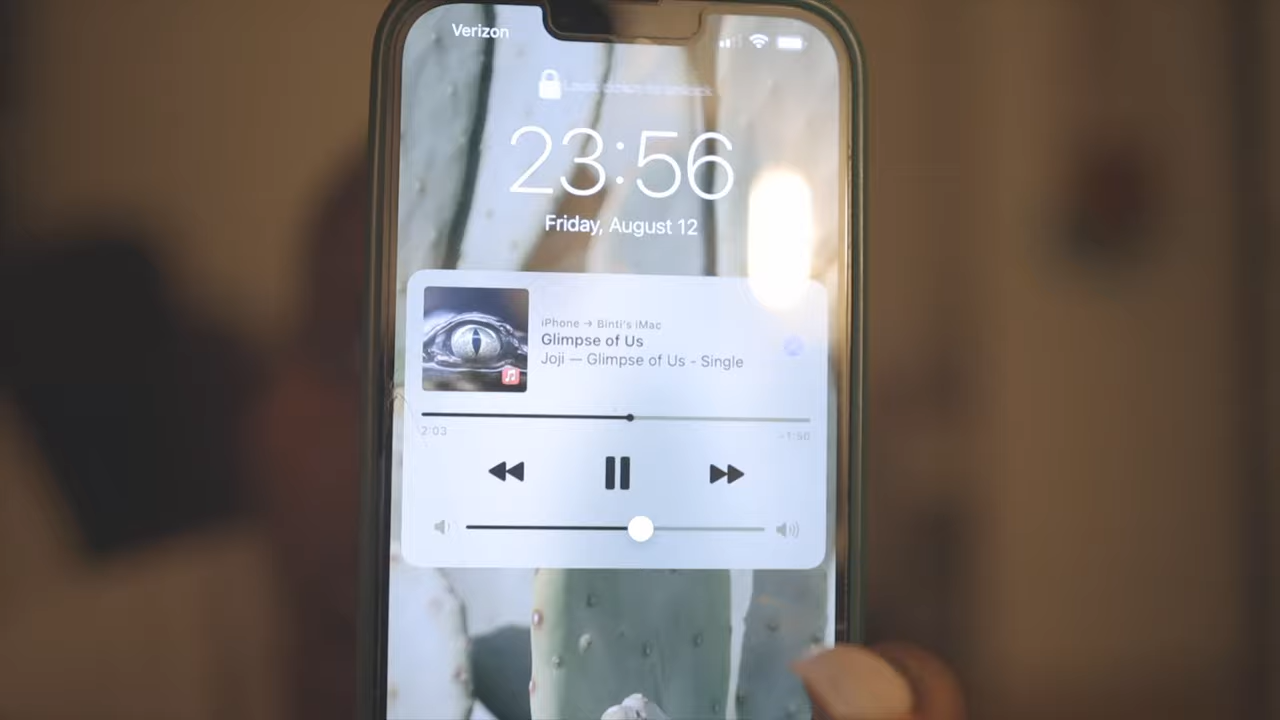 Verizon
23:56
Friday, August 12
iPhone → Binti's iMac
Glimpse of Us
Joji — Glimpse of Us - Single
2:03
-1:50